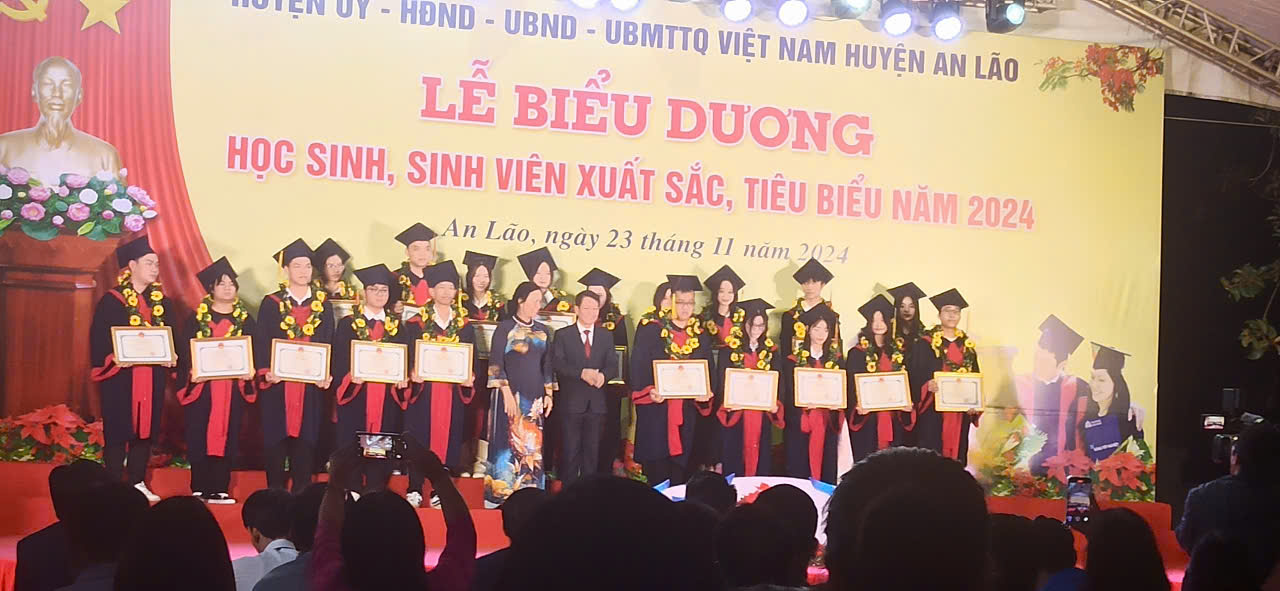 HUYỆN ỦY - HĐND - UBND - UBMTTQ VIỆT NAM HUYỆN AN LÃO
LỄ BIỂU DƯƠNG
HỌC SINH, SINH VIÊN XUẤT SẮC, TIÊU BIỂU NĂM 2024
An Lão, ngày 23 tháng 11 năm 2024